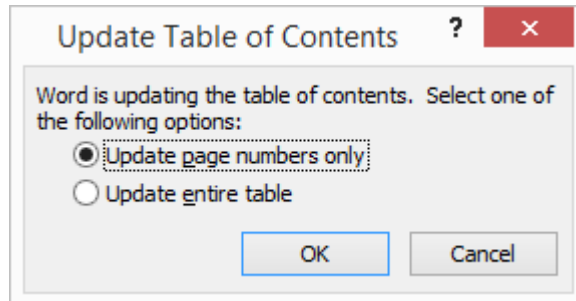 Update Table of Contents ? ×
Word is updating the table of contents. Select one of
the following options:
Update page numbers only
Update entire table
OK Cancel